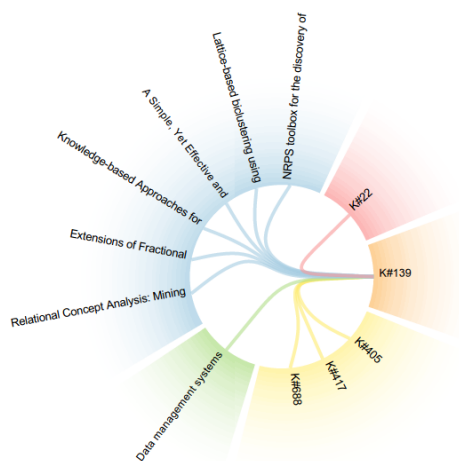 Lattice-based biclustering using
NRPS toolbox for the discovery of
A Simple, Yet Effective and
K#22
Knowledge-based Approaches for
Extensions of Fractional
K#139
Relational Concept Analysis: Mining
K#405
Data management systems
K#417
K#688